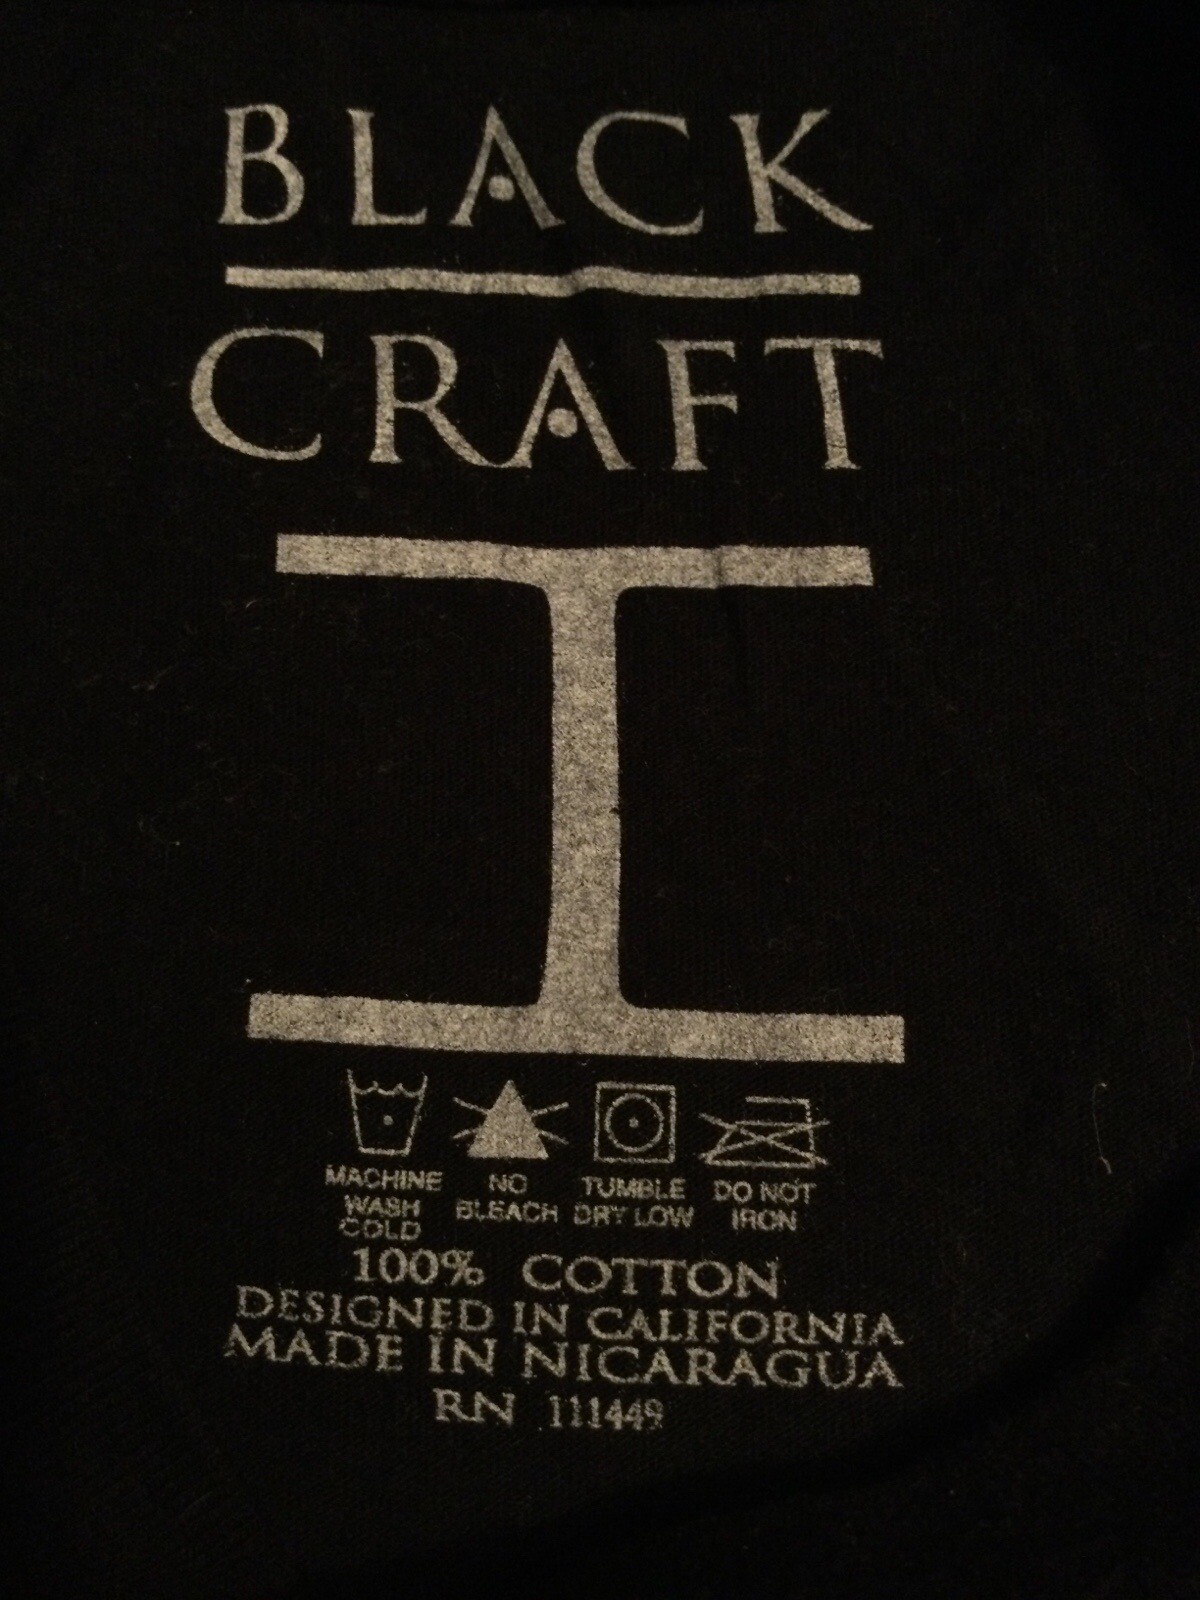 BLACK
CRAFT
I
MACHINE WASH COLD
NO BLEACH
TUMBLE DRY LOW
DO NOT IRON
100% COTTON
DESIGNED IN CALIFORNIA
MADE IN NICARAGUA
RN 111449